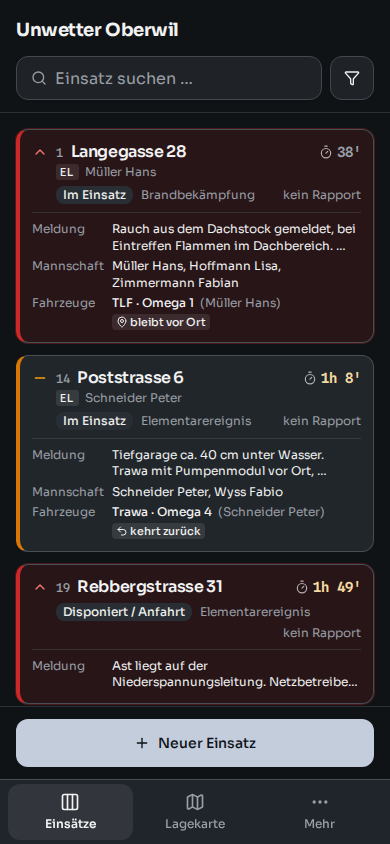 Unwetter Oberwil
Einsatz suchen ...
1 Langegasse 28 38'
EL Müller Hans
Im Einsatz Brandbekämpfung kein Rapport
Meldung Rauch aus dem Dachstock gemeldet, bei
Eintreffen Flammen im Dachbereich. ...
Mannschaft Müller Hans, Hoffmann Lisa,
Zimmermann Fabian
Fahrzeuge TLF · Omega 1 (Müller Hans)
bleibt vor Ort
14 Poststrasse 6 1h 8'
EL Schneider Peter
Im Einsatz Elementarereignis kein Rapport
Meldung Tiefgarage ca. 40 cm unter Wasser.
Trawa mit Pumpenmodul vor Ort, ...
Mannschaft Schneider Peter, Wyss Fabio
Fahrzeuge Trawa · Omega 4 (Schneider Peter)
kehrt zurück
19 Rebbergstrasse 31 1h 49'
Disponiert / Anfahrt Elementarereignis
kein Rapport
Meldung Ast liegt auf der
Niederspannungsleitung. Netzbetreibe...
+ Neuer Einsatz
Einsätze Lagekarte Mehr